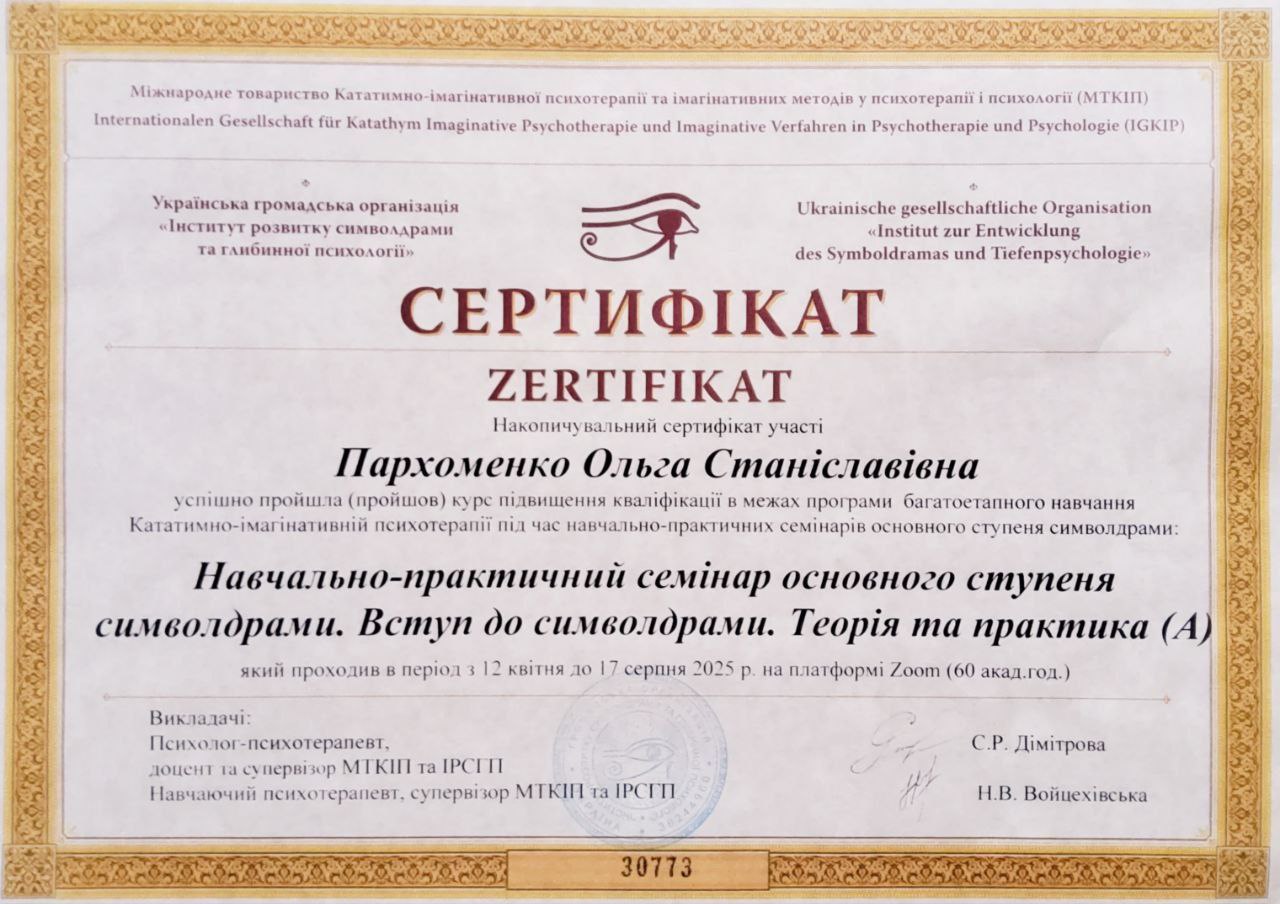 Міжнародне товариство Кататимно-імагінативної психотерапії та імагінативних методів у психотерапії і психології (МТКІП)
Internationalen Gesellschaft für Katathym Imaginative Psychotherapie und Imaginative Verfahren in Psychotherapie und Psychologie (IGKIP)
Українська громадська організація
«Інститут розвитку символдрами
та глибинної психології»
Ukrainische gesellschaftliche Organisation
«Institut zur Entwicklung
des Symboldramas und Tiefenpsychologie»
СЕРТИФІКАТ
ZERTIFIKAT
Накопичувальний сертифікат участі
Пархоменко Ольга Станіславівна
успішно пройшла (пройшов) курс підвищення кваліфікації в межах програми багатоетапного навчання
Кататимно-імагінативній психотерапії під час навчально-практичних семінарів основного ступеня символдрами:
Навчально-практичний семінар основного ступеня
символдрами. Вступ до символдрами. Теорія та практика (А)
який проходив в період з 12 квітня до 17 серпня 2025 р. на платформі Zoom (60 акад.год.)
Викладачі:
Психолог-психотерапевт,
доцент та супервізор МТКІП та ІРСГП
С.Р. Дімітрова
Навчаючий психотерапевт, супервізор МТКІП та ІРСГП
Н.В. Войцехівська
30773